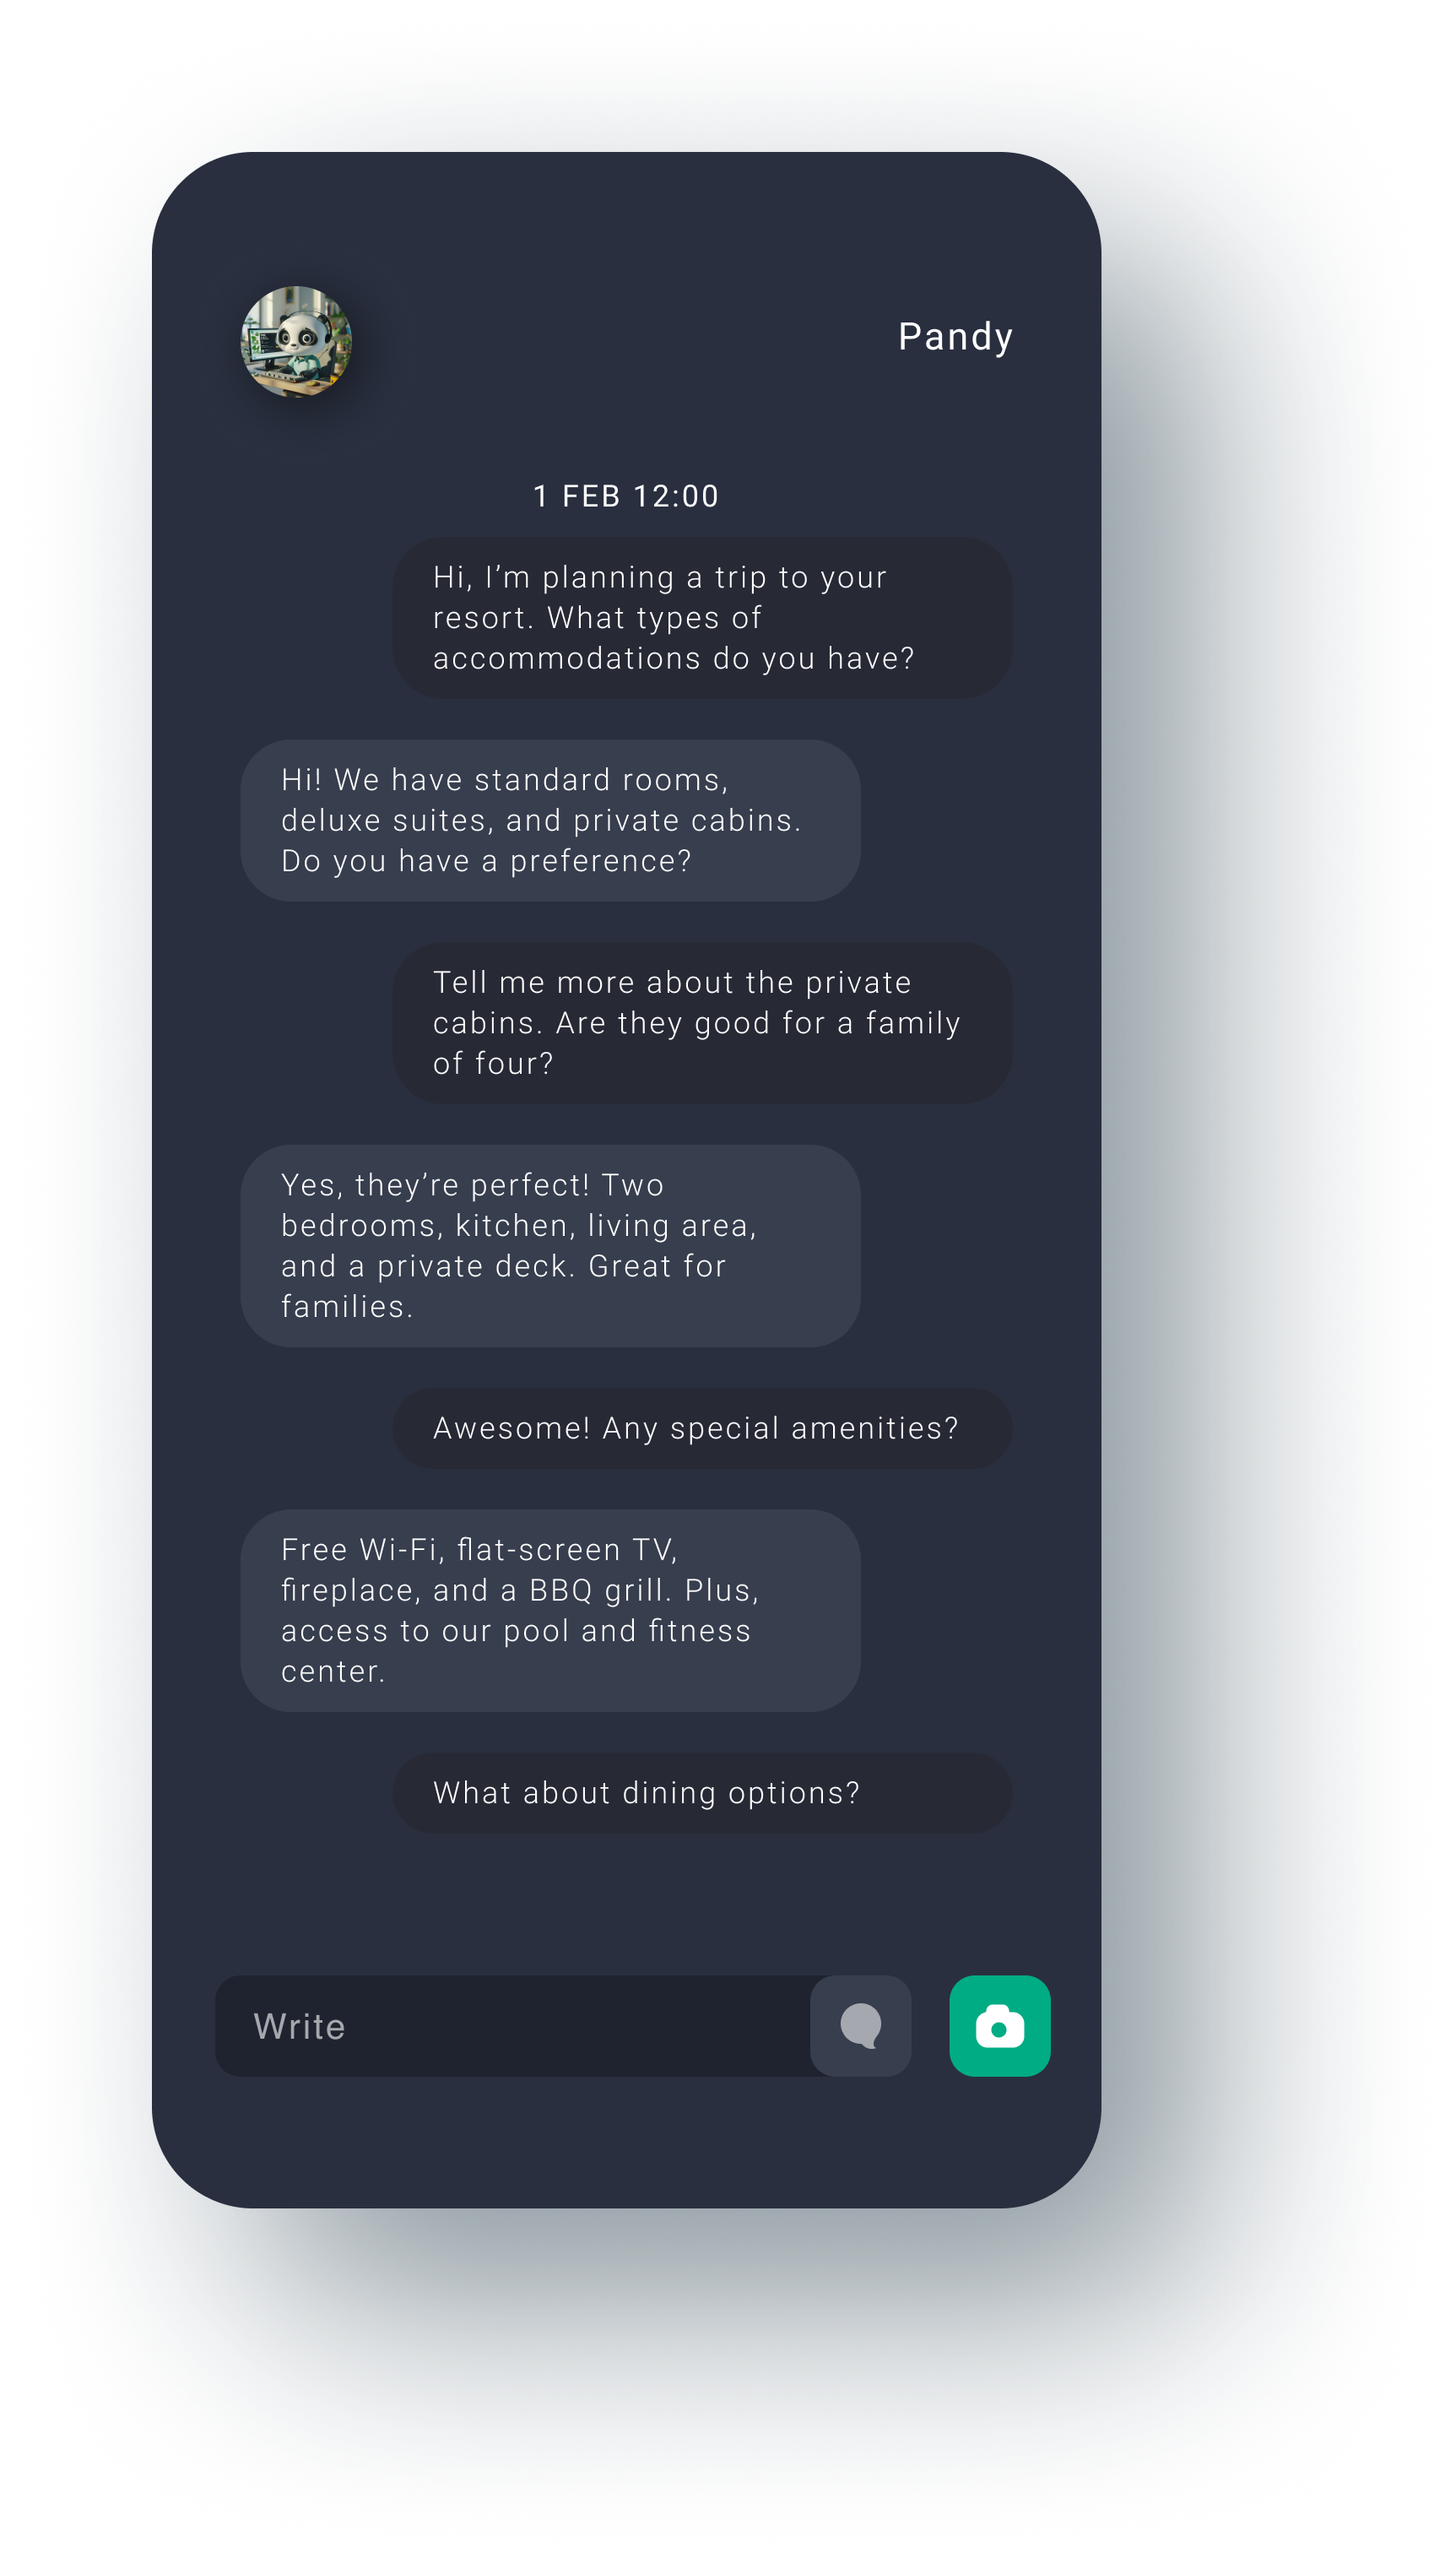 Pandy
1 FEB 12:00
Hi, I’m planning a trip to your
resort. What types of
accommodations do you have?
Hi! We have standard rooms,
deluxe suites, and private cabins.
Do you have a preference?
Tell me more about the private
cabins. Are they good for a family
of four?
Yes, they’re perfect! Two
bedrooms, kitchen, living area,
and a private deck. Great for
families.
Awesome! Any special amenities?
Free Wi-Fi, flat-screen TV,
fireplace, and a BBQ grill. Plus,
access to our pool and fitness
center.
What about dining options?
Write